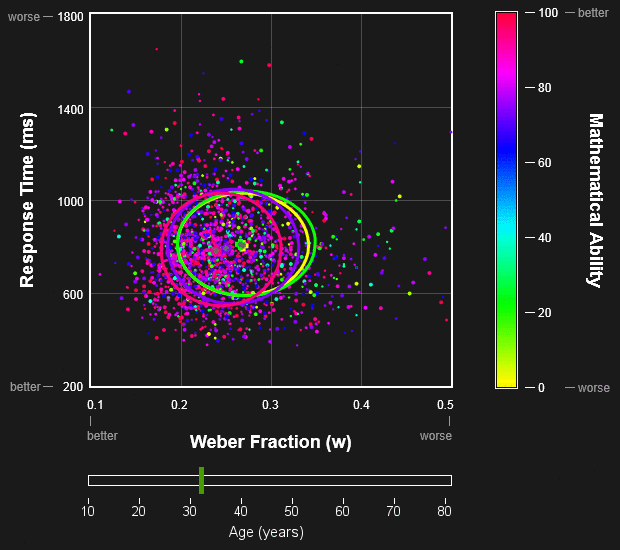 worse
1800
1400
1000
600
better
200
Response Time (ms)
0.1
0.2
0.3
0.4
0.5
better
worse
Weber Fraction (w)
100
better
80
60
40
20
0
worse
Mathematical Ability
10
20
30
40
50
60
70
80
Age (years)